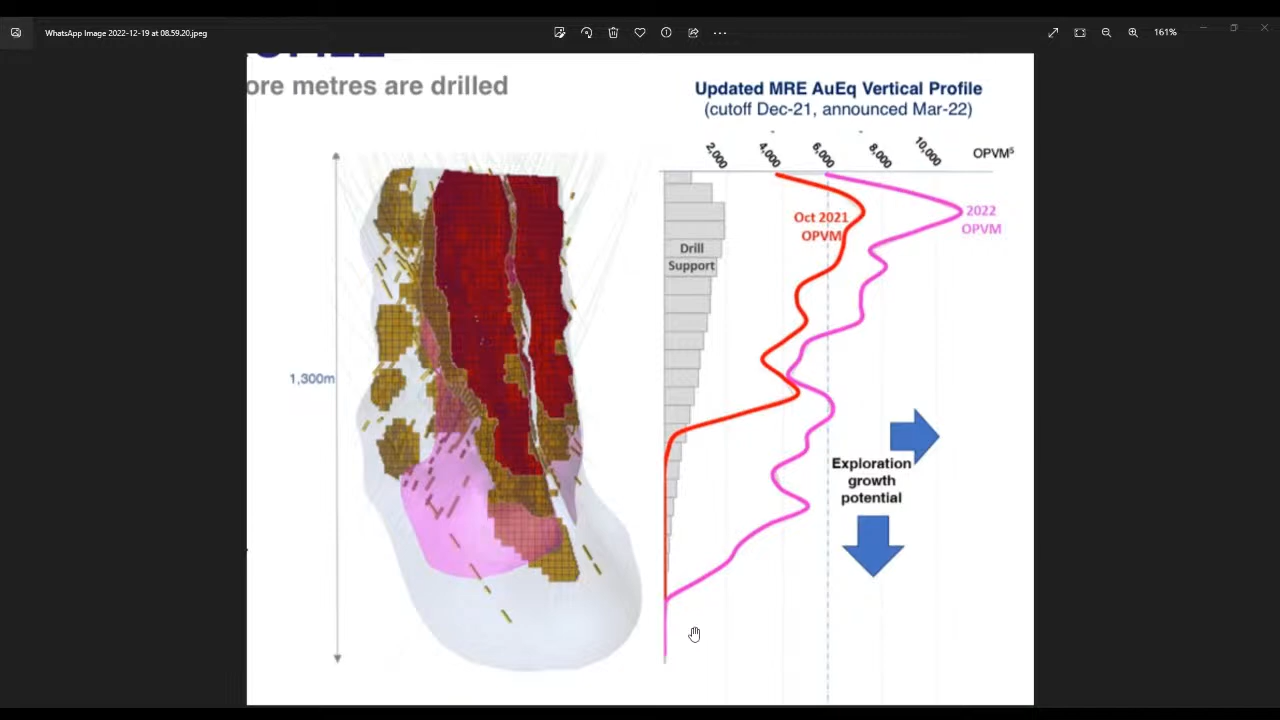 WhatsApp Image 2022-12-19 at 08.59.20.jpeg
161%
ore metres are drilled
Updated MRE AuEq Vertical Profile
(cutoff Dec-21, announced Mar-22)
2,000
4,000
6,000
8,000
10,000
OPVM⁵
Oct 2021
OPVM
2022
OPVM
Drill
Support
1,300m
Exploration
growth
potential